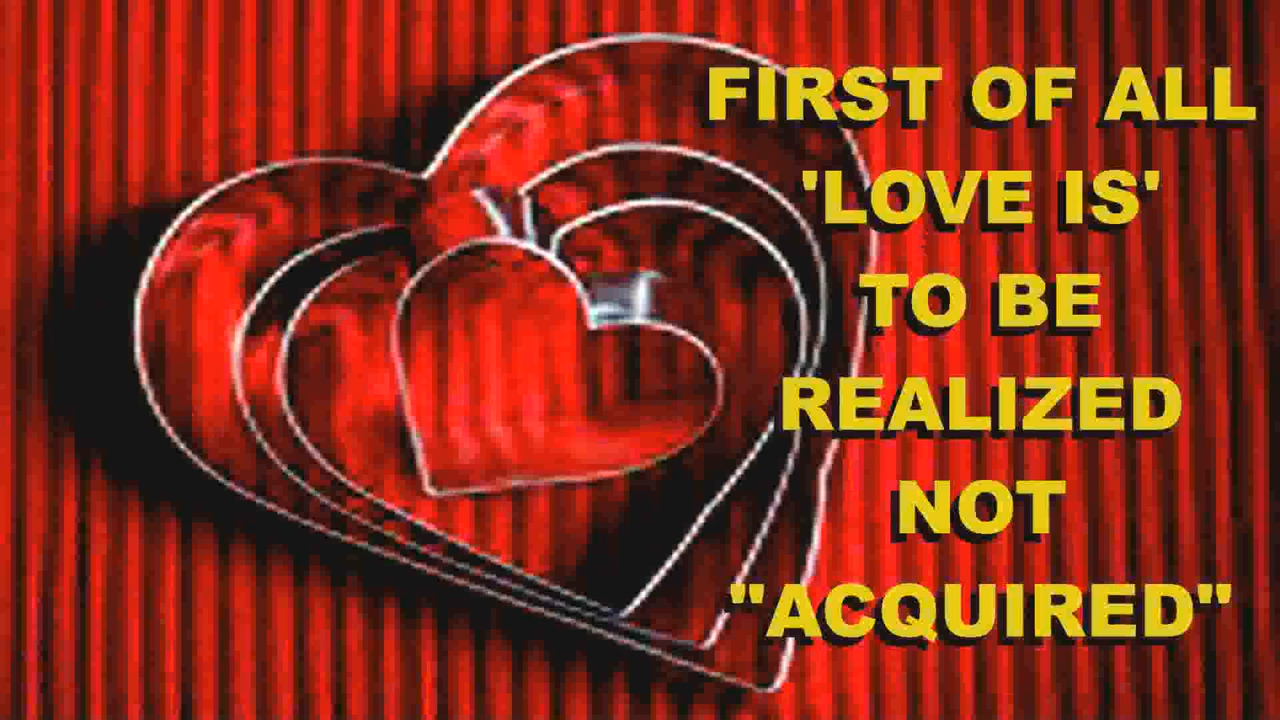 FIRST OF ALL
'LOVE IS'
TO BE
REALIZED
NOT
"ACQUIRED"